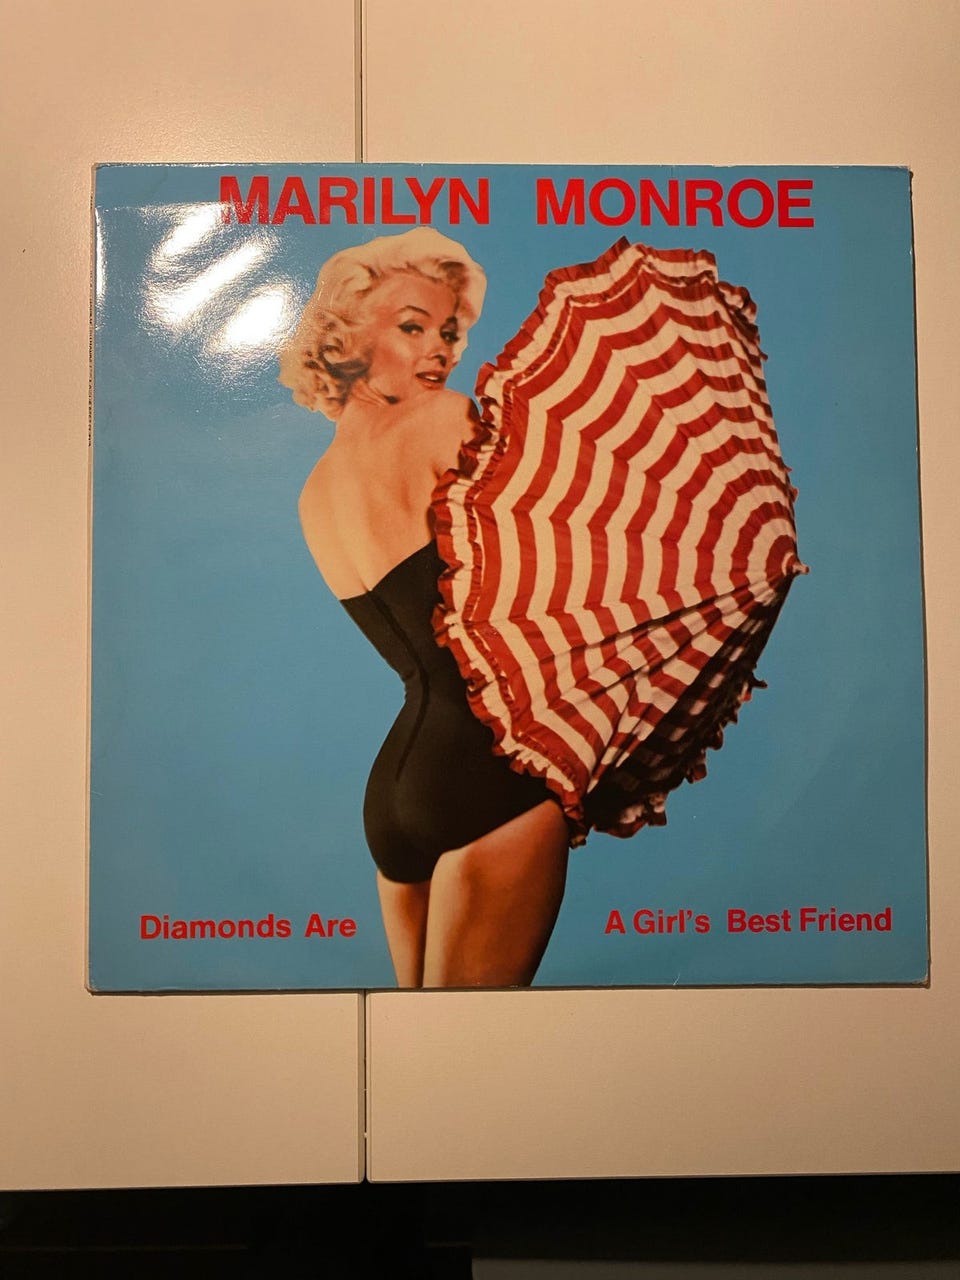 MARILYN MONROE
Diamonds Are A Girl's Best Friend